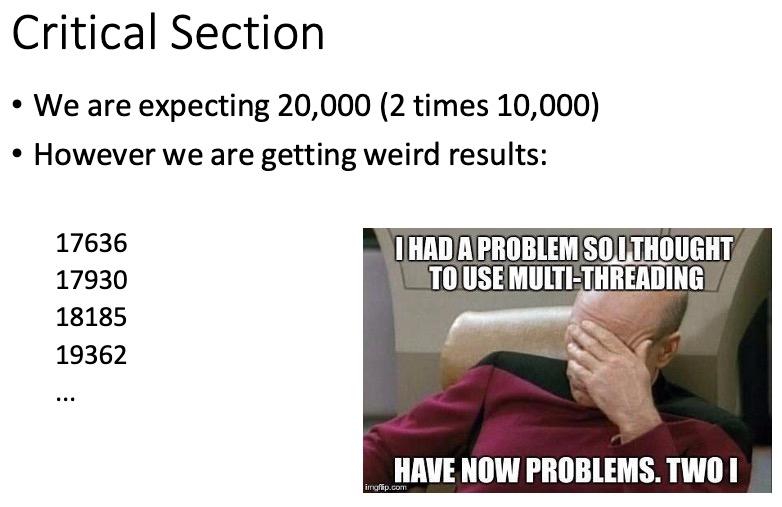 Critical Section
• We are expecting 20,000 (2 times 10,000)
• However we are getting weird results:
17636
17930
18185
19362
...
I HAD A PROBLEM SO I THOUGHT
TO USE MULTI-THREADING
HAVE NOW PROBLEMS. TWO I
imgflip.com